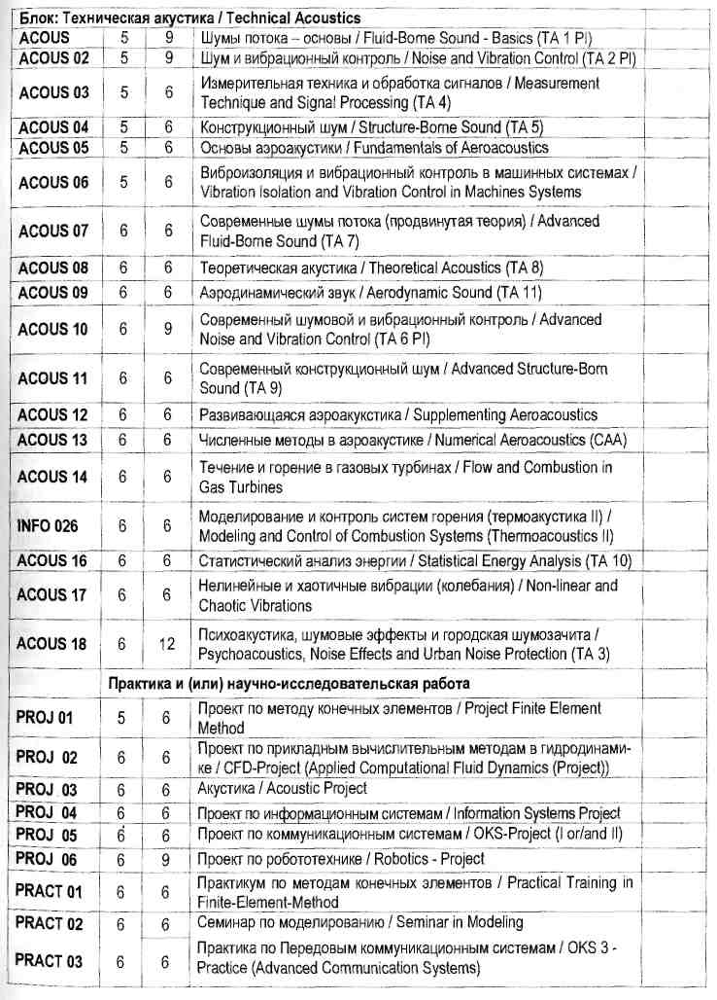 Блок: Техническая акустика / Technical Acoustics
ACOUS 5 9 Шумы потока – основы / Fluid-Borne Sound - Basics (TA 1 PI)
ACOUS 02 5 9 Шум и вибрационный контроль / Noise and Vibration Control (TA 2 PI)
ACOUS 03 5 6 Измерительная техника и обработка сигналов / Measurement
Technique and Signal Processing (TA 4)
ACOUS 04 5 6 Конструкционный шум / Structure-Borne Sound (TA 5)
ACOUS 05 5 6 Основы аэроакустики / Fundamentals of Aeroacoustics
ACOUS 06 5 6 Виброизоляция и вибрационный контроль в машинных системах /
Vibration Isolation and Vibration Control in Machines Systems
ACOUS 07 6 6 Современные шумы потока (продвинутая теория) / Advanced
Fluid-Borne Sound (TA 7)
ACOUS 08 6 6 Теоретическая акустика / Theoretical Acoustics (TA 8)
ACOUS 09 6 6 Аэродинамический звук / Aerodynamic Sound (TA 11)
ACOUS 10 6 9 Современный шумовой и вибрационный контроль / Advanced
Noise and Vibration Control (TA 6 PI)
ACOUS 11 6 6 Современный конструкционный шум / Advanced Structure-Born
Sound (TA 9)
ACOUS 12 6 6 Развивающаяся аэроакукстика / Supplementing Aeroacoustics
ACOUS 13 6 6 Численные методы в аэроакустике / Numerical Aeroacoustics (CAA)
ACOUS 14 6 6 Течение и горение в газовых турбинах / Flow and Combustion in
Gas Turbines
INFO 026 6 6 Моделирование и контроль систем горения (термоакустика II) /
Modeling and Control of Combustion Systems (Thermoacoustics II)
ACOUS 16 6 6 Статистический анализ энергии / Statistical Energy Analysis (TA 10)
ACOUS 17 6 6 Нелинейные и хаотичные вибрации (колебания) / Non-linear and
Chaotic Vibrations
ACOUS 18 6 12 Психоакустика, шумовые эффекты и городская шумозачита /
Psychoacoustics, Noise Effects and Urban Noise Protection (TA 3)
Практика и (или) научно-исследовательская работа
PROJ 01 5 6 Проект по методу конечных элементов / Project Finite Element
Method
PROJ 02 6 6 Проект по прикладным вычислительным методам в гидродинами-
ке / CFD-Project (Applied Computational Fluid Dynamics (Project))
PROJ 03 6 6 Акустика / Acoustic Project
PROJ 04 6 6 Проект по информационным системам / Information Systems Project
PROJ 05 6 6 Проект по коммуникационным системам / OKS-Project (I or/and II)
PROJ 06 6 9 Проект по робототехнике / Robotics - Project
PRACT 01 6 6 Практикум по методам конечных элементов / Practical Training in
Finite-Element-Method
PRACT 02 6 6 Семинар по моделированию / Seminar in Modeling
PRACT 03 6 6 Практика по Передовым коммуникационным системам / OKS 3 -
Practice (Advanced Communication Systems)